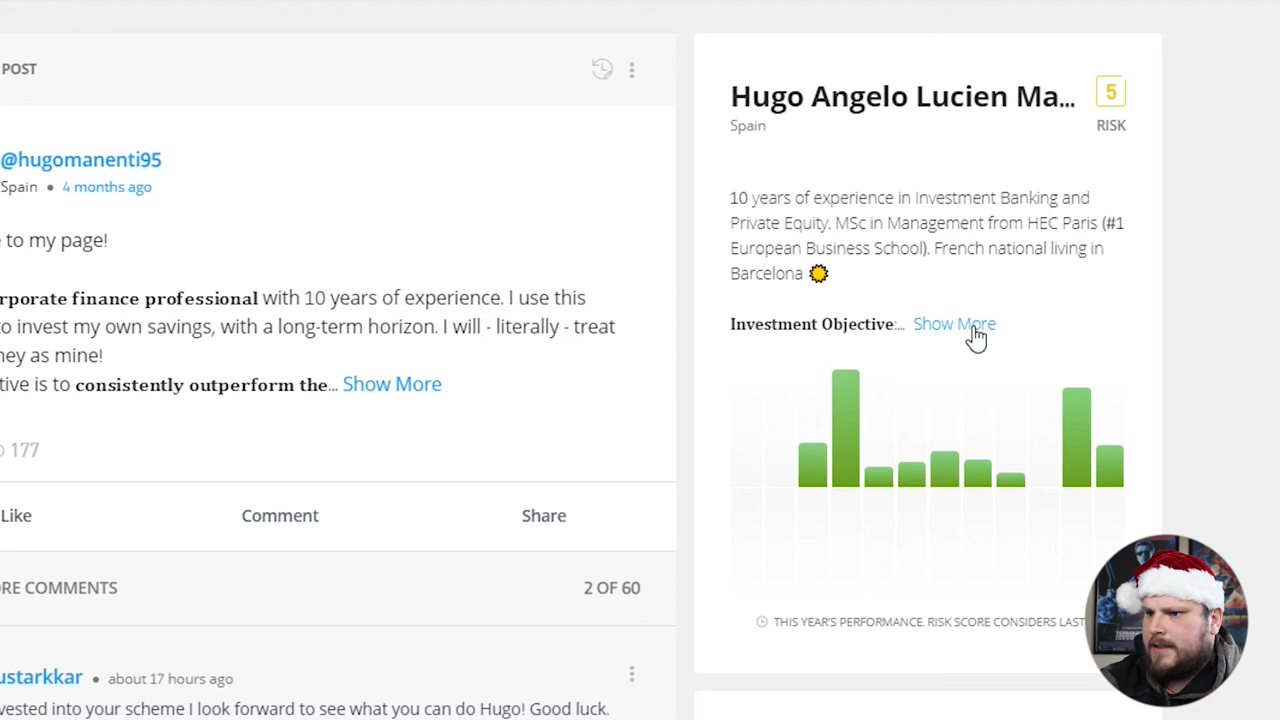 POST
@hugomanenti95
Spain • 4 months ago
to my page!
rporate finance professional with 10 years of experience. I use this
to invest my own savings, with a long-term horizon. I will - literally - treat
ney as mine!
tive is to consistently outperform the... Show More
177
Like Comment Share
RE COMMENTS 2 OF 60
ustarkkar • about 17 hours ago
vested into your scheme I look forward to see what you can do Hugo! Good luck.
Hugo Angelo Lucien Ma...
5
Spain
RISK
10 years of experience in Investment Banking and
Private Equity. MSc in Management from HEC Paris (#1
European Business School). French national living in
Barcelona
Investment Objective:... Show More
THIS YEAR'S PERFORMANCE. RISK SCORE CONSIDERS LAST